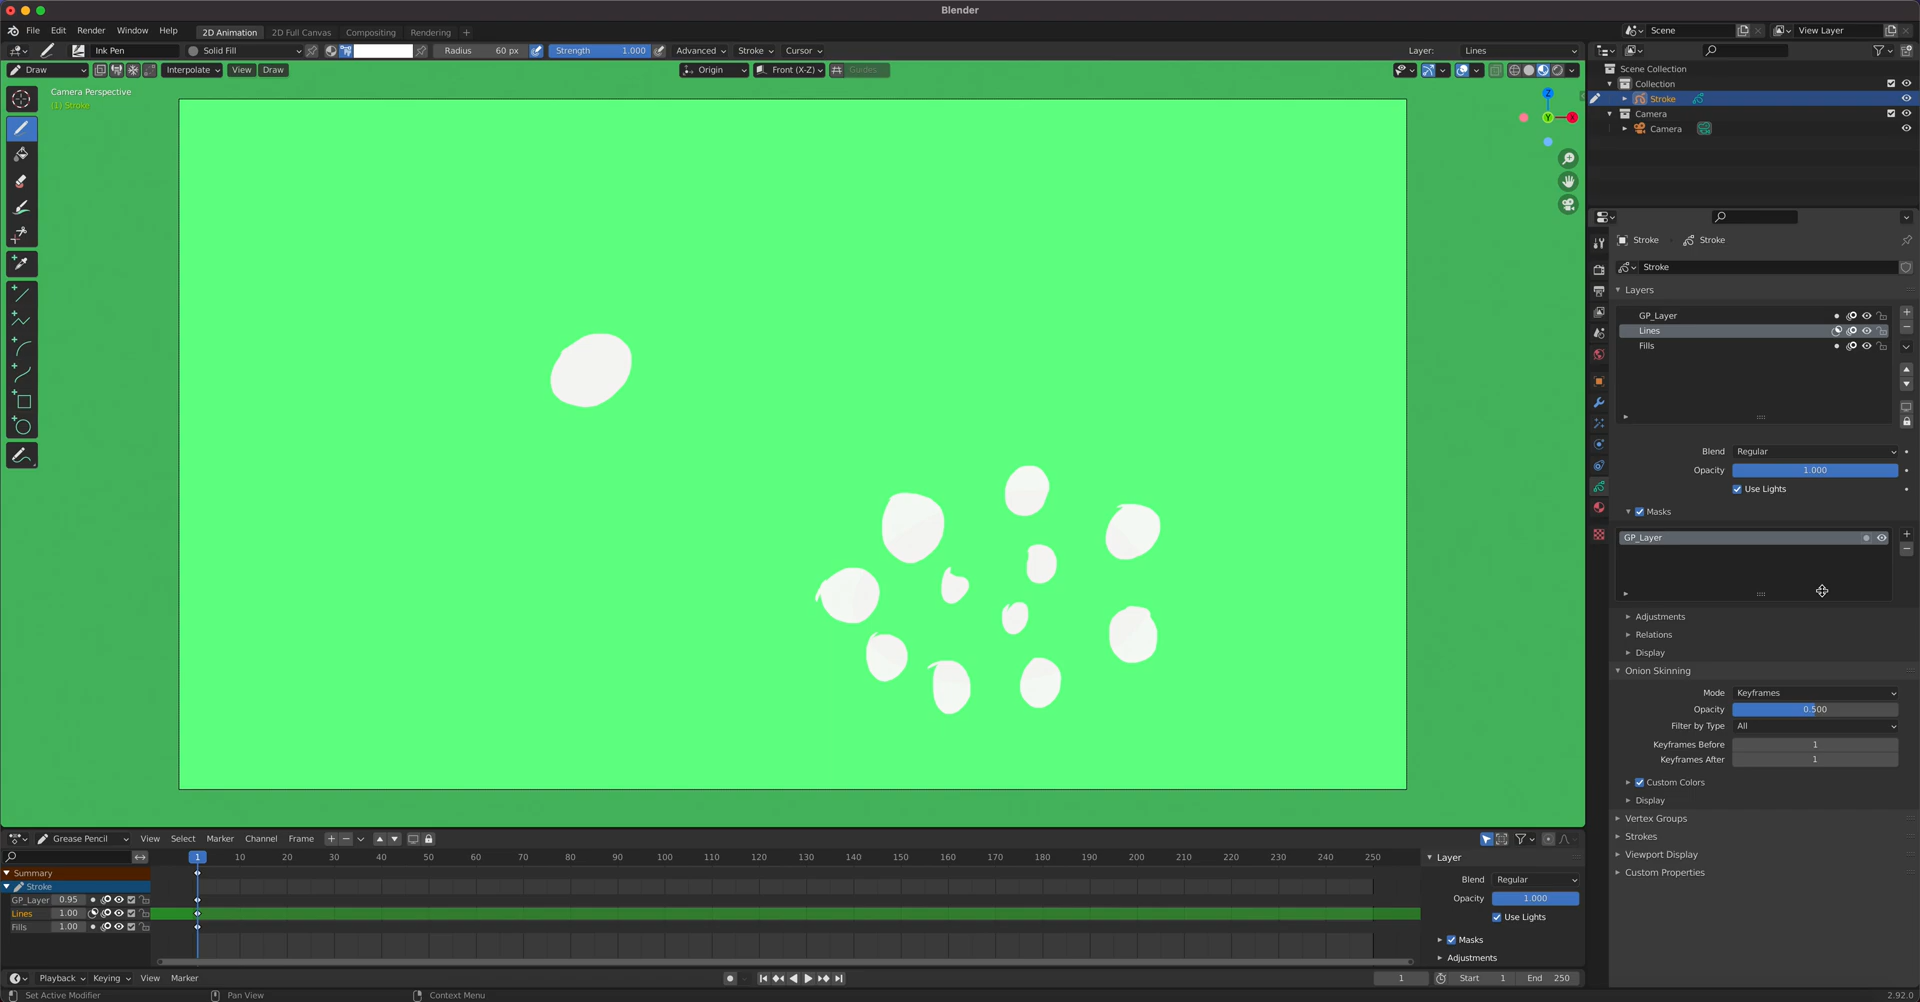 Blender
File Edit Render Window Help 2D Animation 2D Full Canvas Compositing Rendering + Scene View Layer
Ink Pen Solid Fill Radius 60 px Strength 1.000 Advanced Stroke Cursor Layer: Lines
Draw Interpolate View Draw Origin Front (X-Z) Guides
Camera Perspective
(1) Stroke
Z
Y
X
Scene Collection
Collection
Stroke
Camera
Camera
Stroke Stroke
Stroke
Layers
GP_Layer
Lines
Fills
Blend Regular
Opacity 1.000
Use Lights
Masks
GP_Layer
Adjustments
Relations
Display
Onion Skinning
Mode Keyframes
Opacity 0.500
Filter by Type All
Keyframes Before 1
Keyframes After 1
Custom Colors
Display
Vertex Groups
Strokes
Viewport Display
Custom Properties
Grease Pencil View Select Marker Channel Frame
1 10 20 30 40 50 60 70 80 90 100 110 120 130 140 150 160 170 180 190 200 210 220 230 240 250
Summary
Stroke
GP_Layer 0.95
Lines 1.00
Fills 1.00
Layer
Blend Regular
Opacity 1.000
Use Lights
Masks
Adjustments
Playback Keying View Marker 1 Start 1 End 250
Set Active Modifier Pan View Context Menu 2.92.0